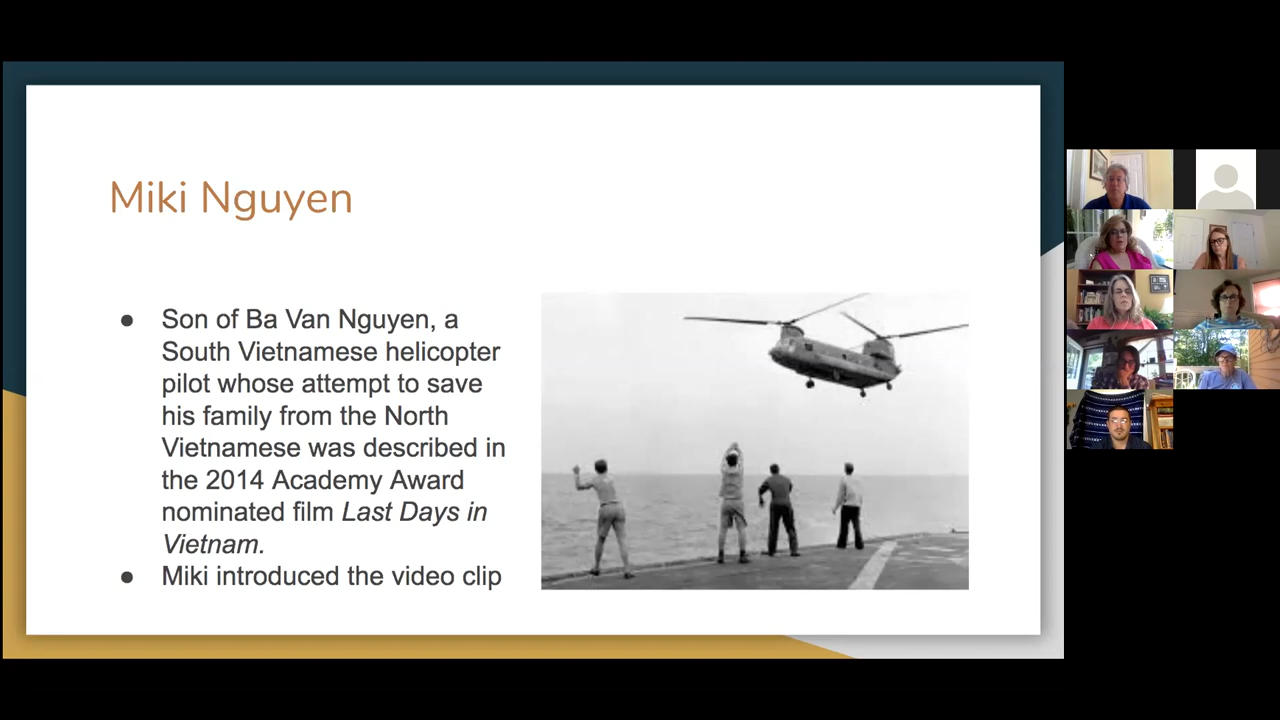 Miki Nguyen
● Son of Ba Van Nguyen, a
South Vietnamese helicopter
pilot whose attempt to save
his family from the North
Vietnamese was described in
the 2014 Academy Award
nominated film Last Days in
Vietnam.
● Miki introduced the video clip